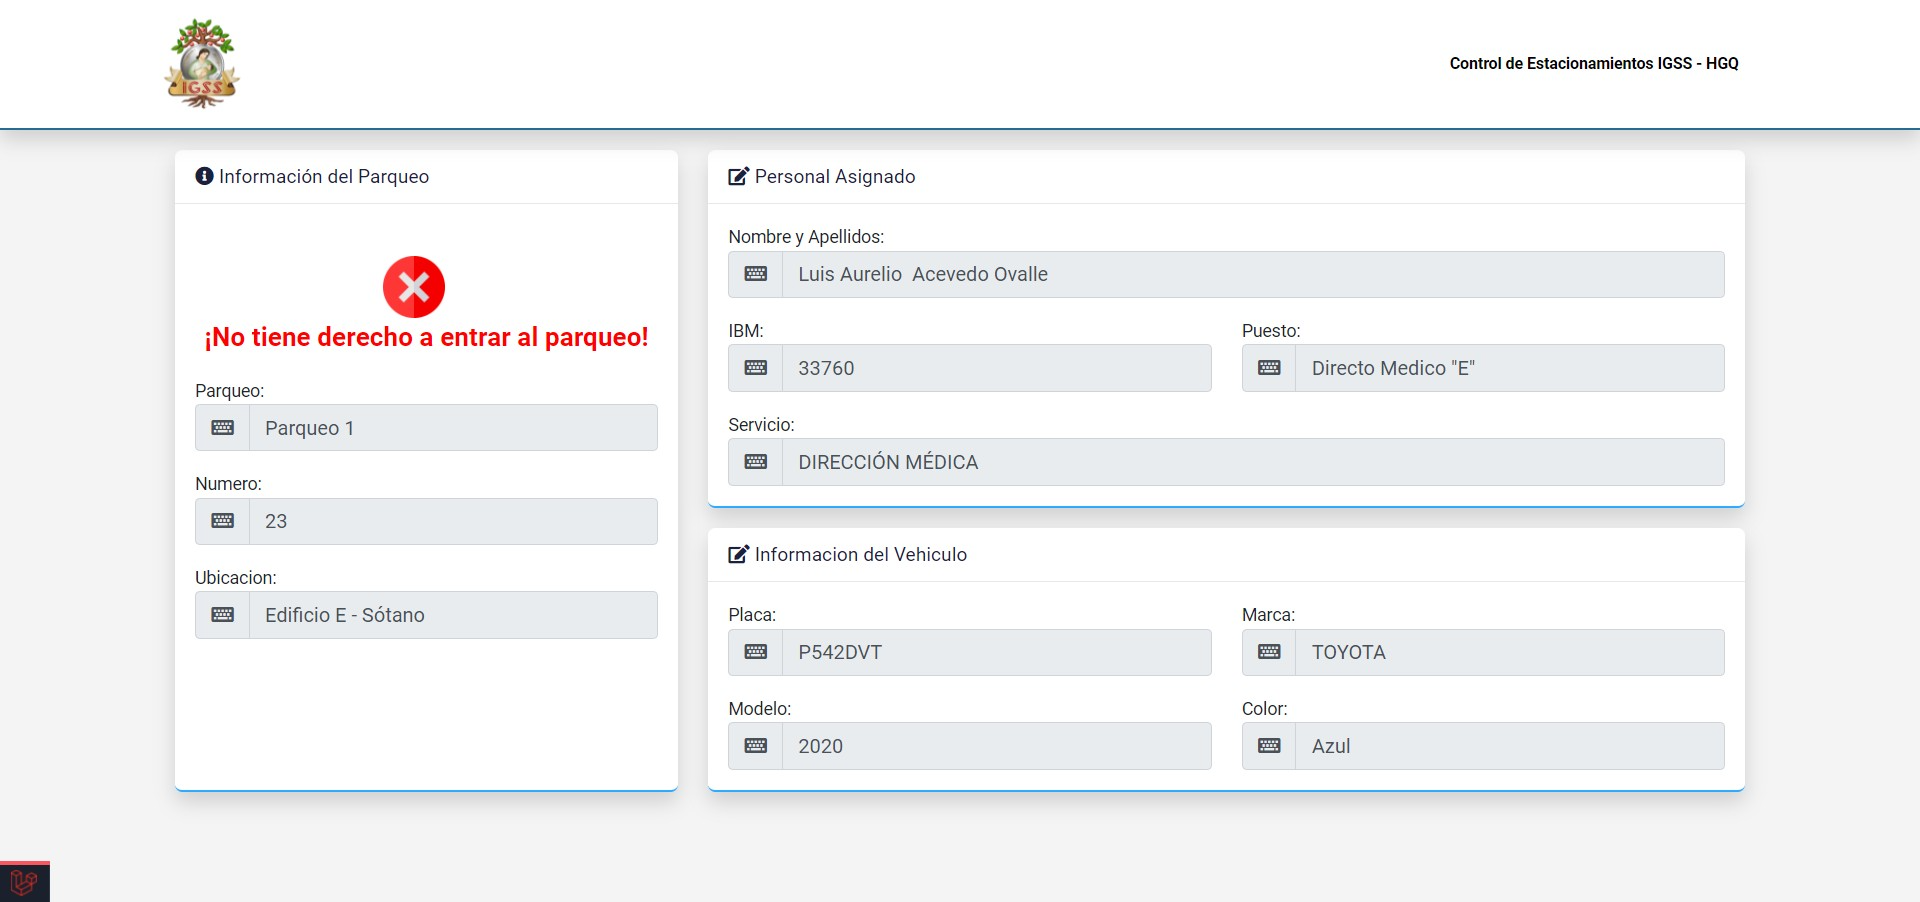 IGSS
Control de Estacionamientos IGSS - HGQ
Información del Parqueo
¡No tiene derecho a entrar al parqueo!
Parqueo:
Parqueo 1
Numero:
23
Ubicacion:
Edificio E - Sótano
Personal Asignado
Nombre y Apellidos:
Luis Aurelio  Acevedo Ovalle
IBM:
33760
Puesto:
Directo Medico "E"
Servicio:
DIRECCIÓN MÉDICA
Informacion del Vehiculo
Placa:
P542DVT
Marca:
TOYOTA
Modelo:
2020
Color:
Azul